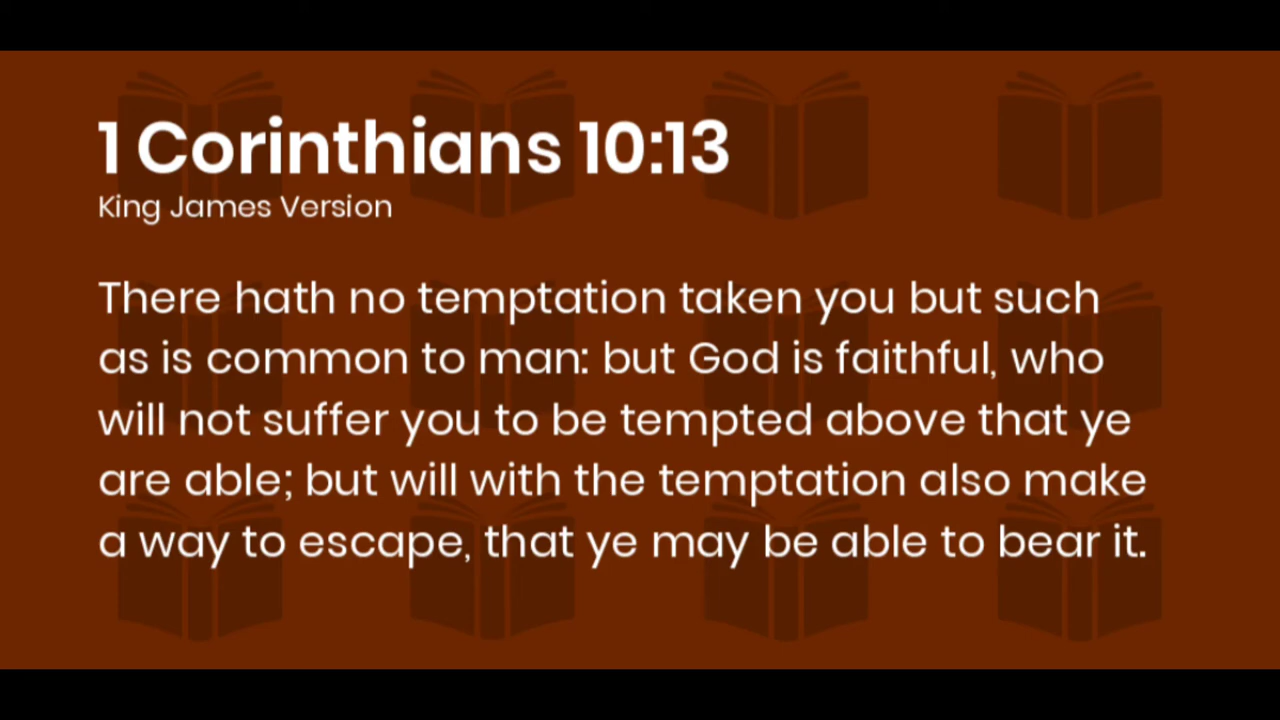 1 Corinthians 10:13
King James Version
There hath no temptation taken you but such
as is common to man: but God is faithful, who
will not suffer you to be tempted above that ye
are able; but will with the temptation also make
a way to escape, that ye may be able to bear it.